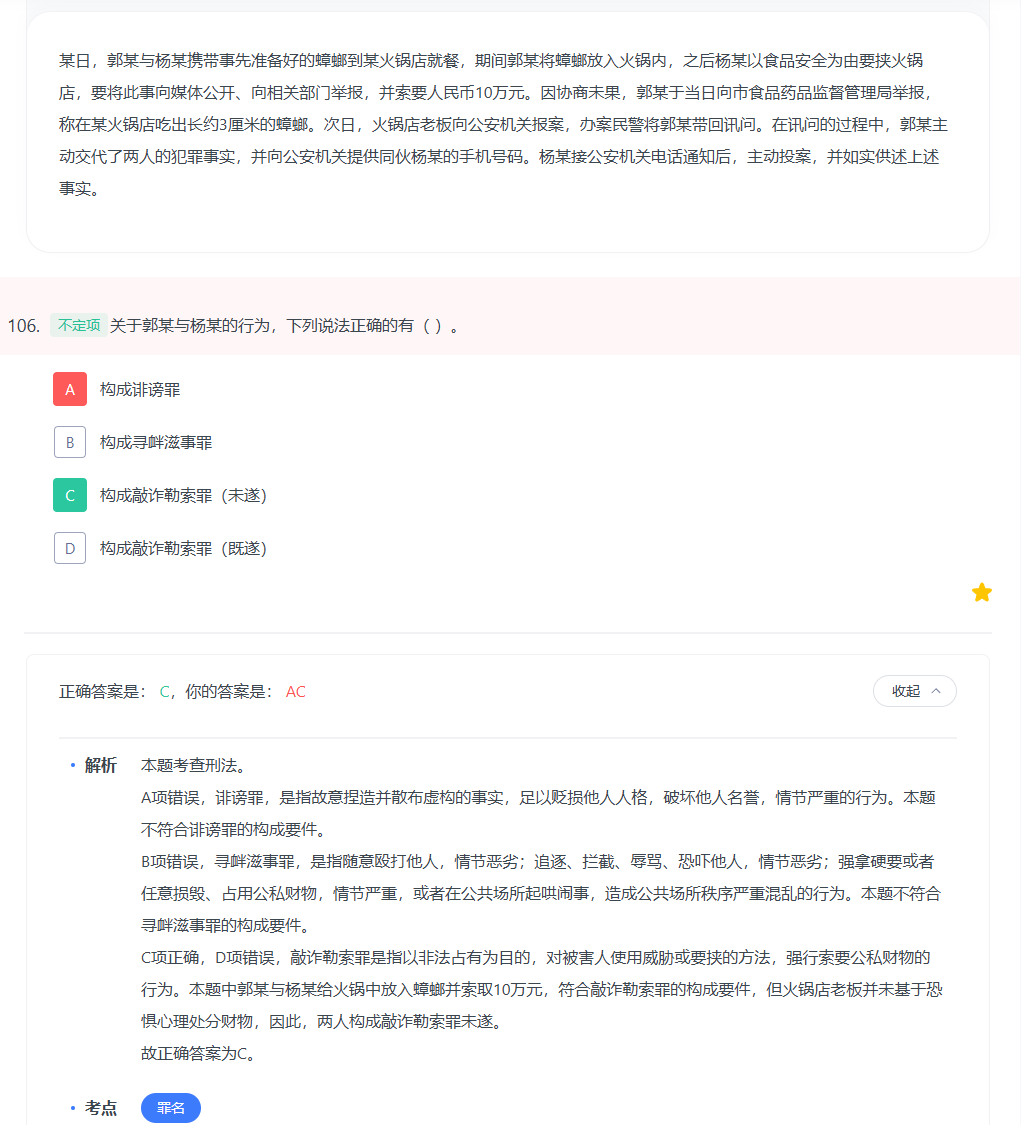 某日，郭某与杨某携带事先准备好的蟑螂到某火锅店就餐，期间郭某将蟑螂放入火锅内，之后杨某以食品安全为由要挟火锅
店，要将此事向媒体公开、向相关部门举报，并索要人民币10万元。因协商未果，郭某于当日向市食品药品监督管理局举报，
称在某火锅店吃出长约3厘米的蟑螂。次日，火锅店老板向公安机关报案，办案民警将郭某带回讯问。在讯问的过程中，郭某主
动交代了两人的犯罪事实，并向公安机关提供同伙杨某的手机号码。杨某接公安机关电话通知后，主动投案，并如实供述上述
事实。
106. 不定项 关于郭某与杨某的行为，下列说法正确的有（ ）。
A 构成诽谤罪
B 构成寻衅滋事罪
C 构成敲诈勒索罪（未遂）
D 构成敲诈勒索罪（既遂）
正确答案是： C，你的答案是： AC 收起
解析 本题考查刑法。
A项错误，诽谤罪，是指故意捏造并散布虚构的事实，足以贬损他人人格，破坏他人名誉，情节严重的行为。本题
不符合诽谤罪的构成要件。
B项错误，寻衅滋事罪，是指随意殴打他人，情节恶劣；追逐、拦截、辱骂、恐吓他人，情节恶劣；强拿硬要或者
任意损毁、占用公私财物，情节严重，或者在公共场所起哄闹事，造成公共场所秩序严重混乱的行为。本题不符合
寻衅滋事罪的构成要件。
C项正确，D项错误，敲诈勒索罪是指以非法占有为目的，对被害人使用威胁或要挟的方法，强行索要公私财物的
行为。本题中郭某与杨某给火锅中放入蟑螂并索取10万元，符合敲诈勒索罪的构成要件，但火锅店老板并未基于恐
惧心理处分财物，因此，两人构成敲诈勒索罪未遂。
故正确答案为C。
考点 罪名